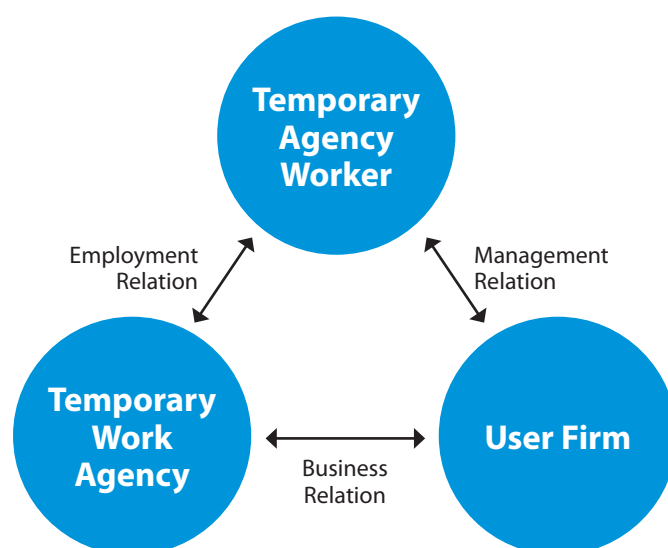 Temporary
Agency
Worker
Employment
Relation
Management
Relation
Temporary
Work
Agency
User Firm
Business
Relation